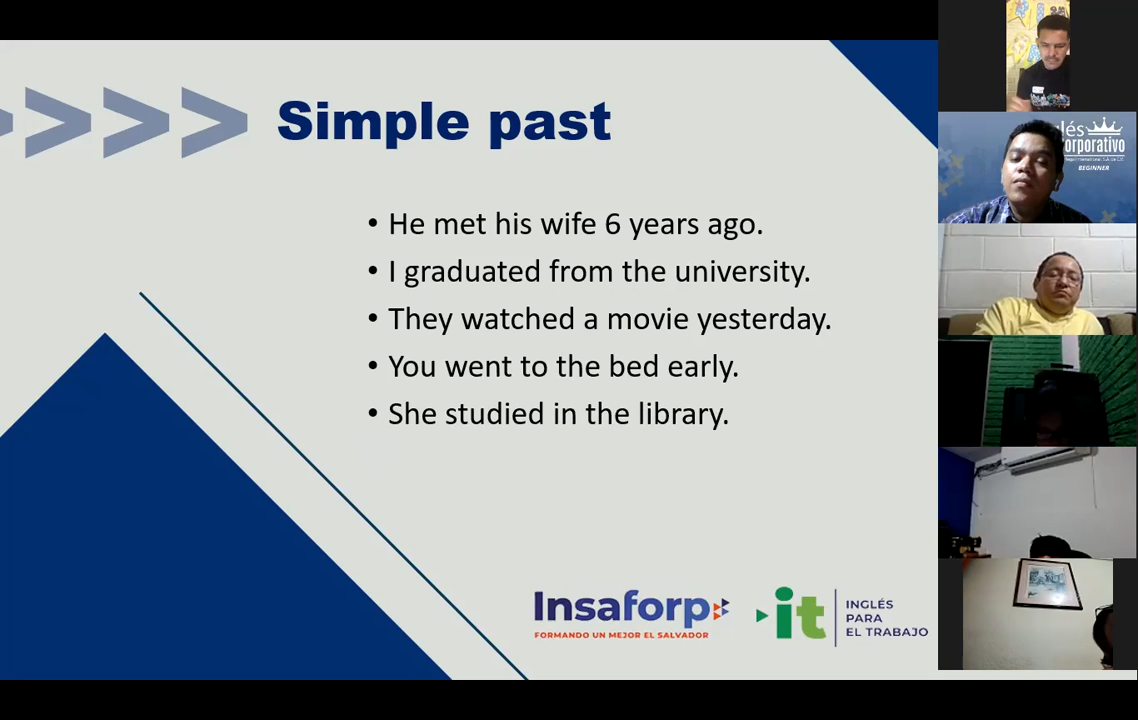 Simple past
• He met his wife 6 years ago.
• I graduated from the university.
• They watched a movie yesterday.
• You went to the bed early.
• She studied in the library.
Insaforp
FORMANDO UN MEJOR EL SALVADOR
it
INGLÉS
PARA
EL TRABAJO
BEGINNER